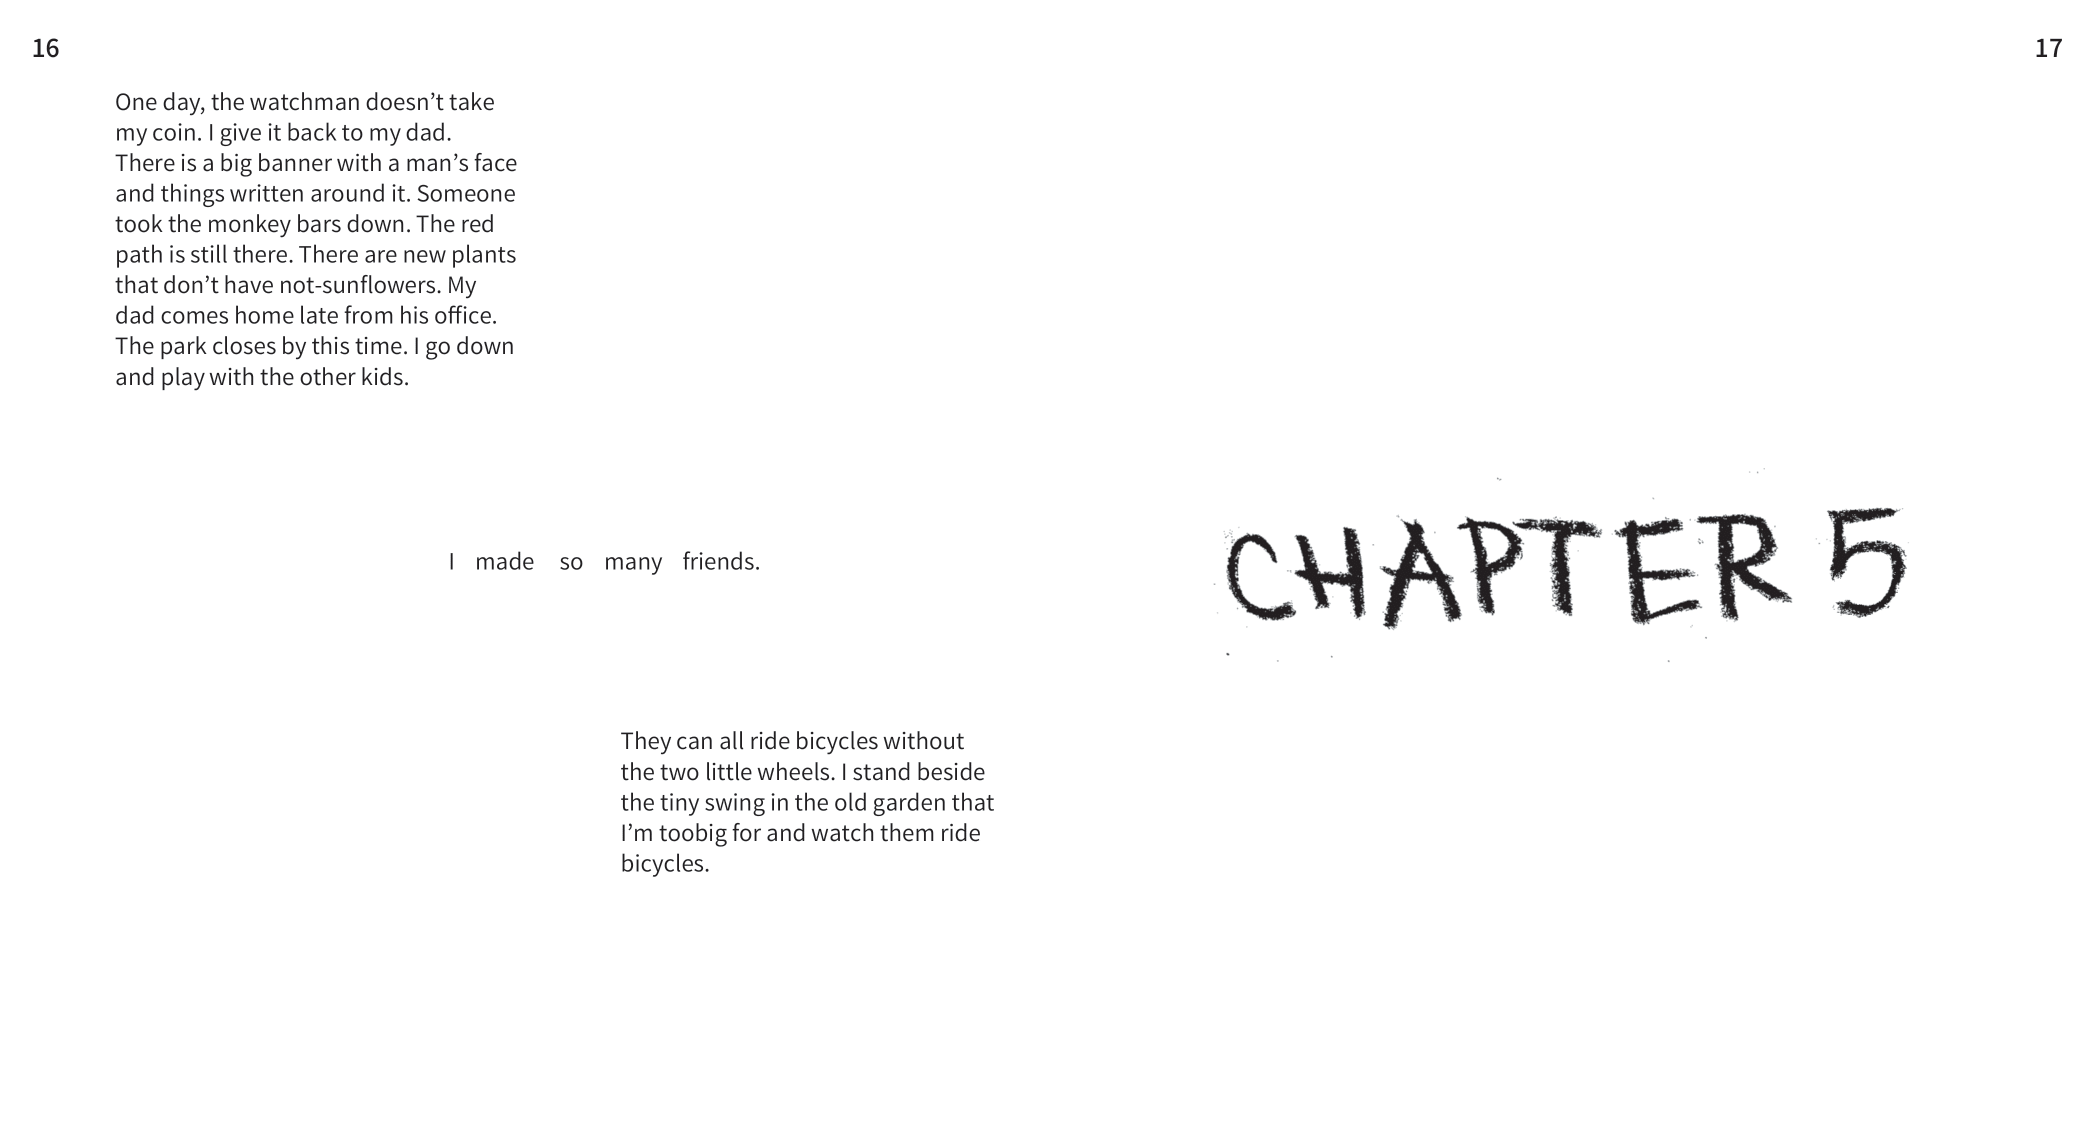 16
One day, the watchman doesn’t take
my coin. I give it back to my dad.
There is a big banner with a man’s face
and things written around it. Someone
took the monkey bars down. The red
path is still there. There are new plants
that don’t have not-sunflowers. My
dad comes home late from his office.
The park closes by this time. I go down
and play with the other kids.
I made so many friends.
They can all ride bicycles without
the two little wheels. I stand beside
the tiny swing in the old garden that
I’m toobig for and watch them ride
bicycles.
17
CHAPTER 5